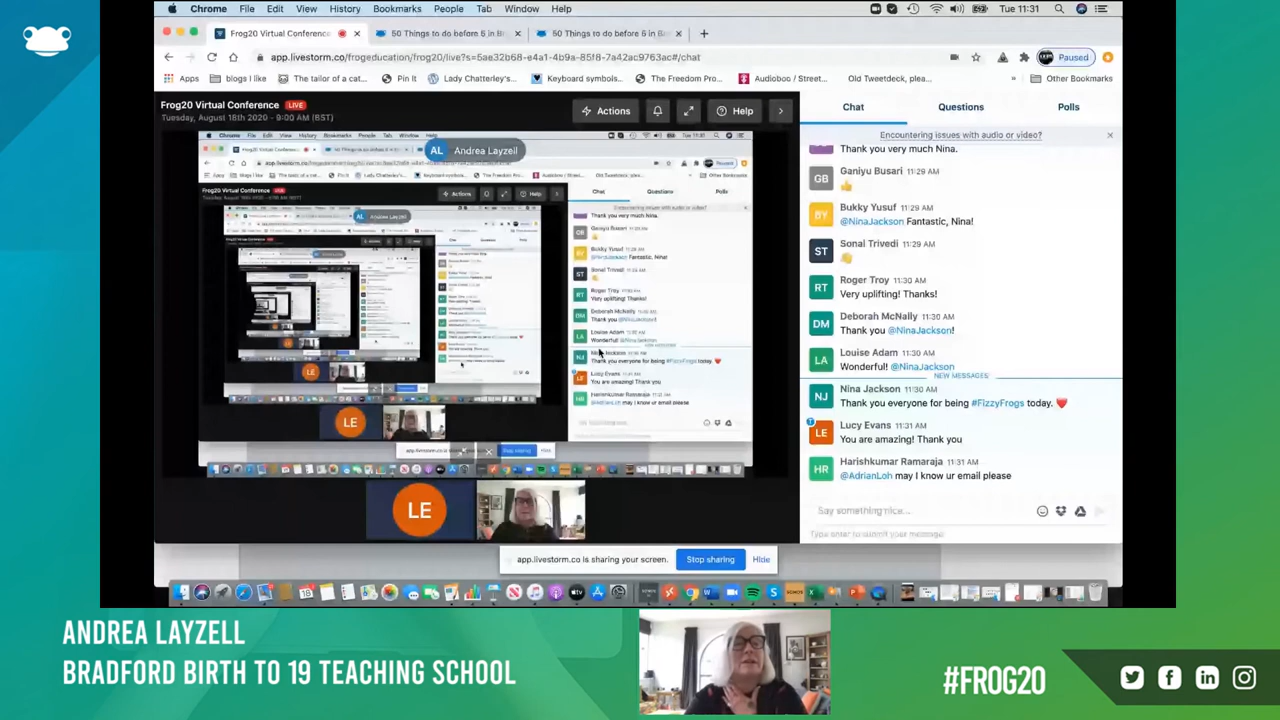 Chrome File Edit View History Bookmarks People Tab Window Help Tue 11:31
Frog20 Virtual Conference
50 Things to do before 6 in B
50 Things to do before 6 in Ba
app.livestorm.co/frogeducation/frog20/live?s=5ae32b68-e4a1-4b9a-85f8-7a42ac9763ac#/chat
Paused
Apps blogs I like The tailor of a cat... Pin It Lady Chatterley's... Keyboard symbols... The Freedom Pro... Audioboo / Street... Old Tweetdeck, plea... » Other Bookmarks
Frog20 Virtual Conference LIVE
Tuesday, August 18th 2020 - 9:00 AM (BST)
Actions
Help
AL Andrea Layzell
LE
LE
app.livestorm.co is sharing your screen. Stop sharing Hide
Chat Questions Polls
Encountering issues with audio or video?
Thank you very much Nina.
GB Ganiyu Busari 11:29 AM
👍
BY Bukky Yusuf 11:29 AM
@NinaJackson Fantastic, Nina!
ST Sonal Trivedi 11:29 AM
👏
RT Roger Troy 11:30 AM
Very uplifting! Thanks!
DM Deborah McNally 11:30 AM
Thank you @NinaJackson!
LA Louise Adam 11:30 AM
Wonderful! @NinaJackson
NEW MESSAGES
NJ Nina Jackson 11:30 AM
Thank you everyone for being #FizzyFrogs today. ❤️
LE Lucy Evans 11:31 AM
You are amazing! Thank you
HR Harishkumar Ramaraja 11:31 AM
@AdrianLoh may I know ur email please
Say something nice...
Type enter to submit your message
ANDREA LAYZELL
BRADFORD BIRTH TO 19 TEACHING SCHOOL
#FROG20